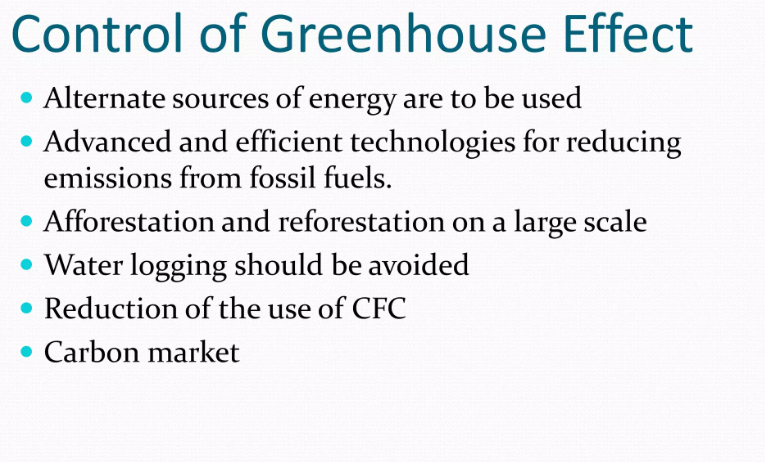 Control of Greenhouse Effect
• Alternate sources of energy are to be used
• Advanced and efficient technologies for reducing
emissions from fossil fuels.
• Afforestation and reforestation on a large scale
• Water logging should be avoided
• Reduction of the use of CFC
• Carbon market